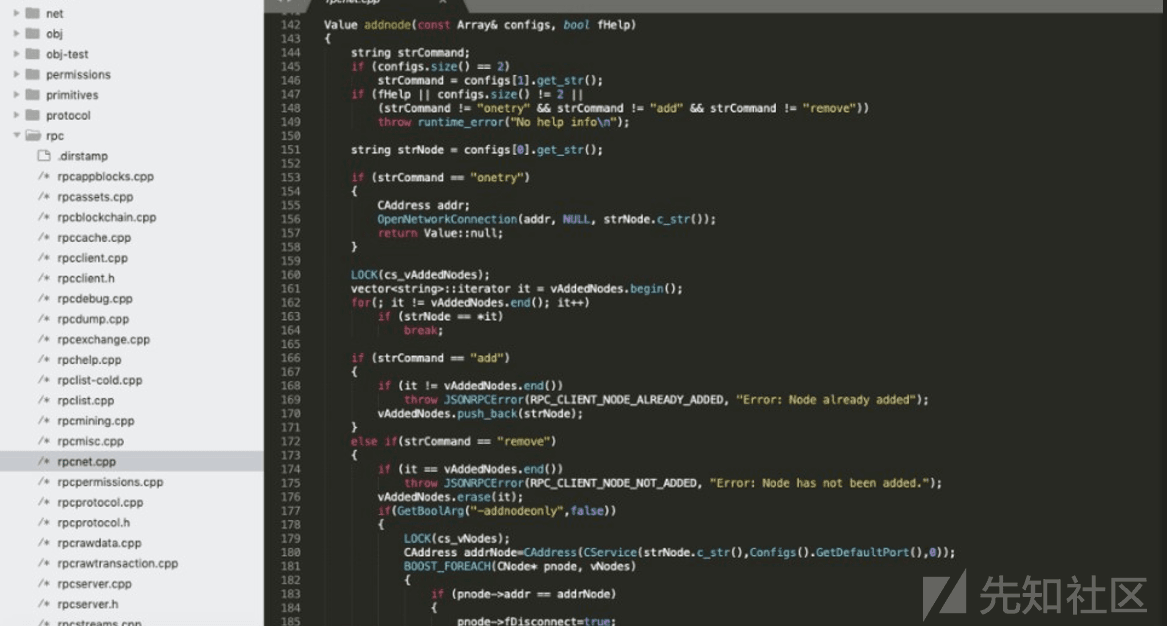 net
obj
obj-test
permissions
primitives
protocol
rpc
.dirstamp
/* rpcappblocks.cpp
/* rpcassets.cpp
/* rpcblockchain.cpp
/* rpccache.cpp
/* rpcclient.cpp
/* rpcclient.h
/* rpcdebug.cpp
/* rpcdump.cpp
/* rpcexchange.cpp
/* rpchelp.cpp
/* rpclist-cold.cpp
/* rpclist.cpp
/* rpcmining.cpp
/* rpcmisc.cpp
/* rpcnet.cpp
/* rpcpermissions.cpp
/* rpcprotocol.cpp
/* rpcprotocol.h
/* rpcrawdata.cpp
/* rpcrawtransaction.cpp
/* rpcserver.cpp
/* rpcserver.h
rpcstreams.cpp
rpcnet.cpp
142 Value addnode(const Array& configs, bool fHelp)
143 {
144 string strCommand;
145 if (configs.size() == 2)
146 strCommand = configs[1].get_str();
147 if (fHelp || configs.size() != 2 ||
148 (strCommand != "onetry" && strCommand != "add" && strCommand != "remove"))
149 throw runtime_error("No help info\n");
150
151 string strNode = configs[0].get_str();
152
153 if (strCommand == "onetry")
154 {
155 CAddress addr;
156 OpenNetworkConnection(addr, NULL, strNode.c_str());
157 return Value::null;
158 }
159
160 LOCK(cs_vAddedNodes);
161 vector<string>::iterator it = vAddedNodes.begin();
162 for(; it != vAddedNodes.end(); it++)
163 if (strNode == *it)
164 break;
165
166 if (strCommand == "add")
167 {
168 if (it != vAddedNodes.end())
169 throw JSONRPCError(RPC_CLIENT_NODE_ALREADY_ADDED, "Error: Node already added");
170 vAddedNodes.push_back(strNode);
171 }
172 else if(strCommand == "remove")
173 {
174 if (it == vAddedNodes.end())
175 throw JSONRPCError(RPC_CLIENT_NODE_NOT_ADDED, "Error: Node has not been added.");
176 vAddedNodes.erase(it);
177 if(GetBoolArg("-addnodeonly",false))
178 {
179 LOCK(cs_vNodes);
180 CAddress addrNode=CAddress(CService(strNode.c_str(),Configs().GetDefaultPort(),0));
181 BOOST_FOREACH(CNode* pnode, vNodes)
182 {
183 if (pnode->addr == addrNode)
184 {
185 pnode->fDisconnect=true;
先知社区